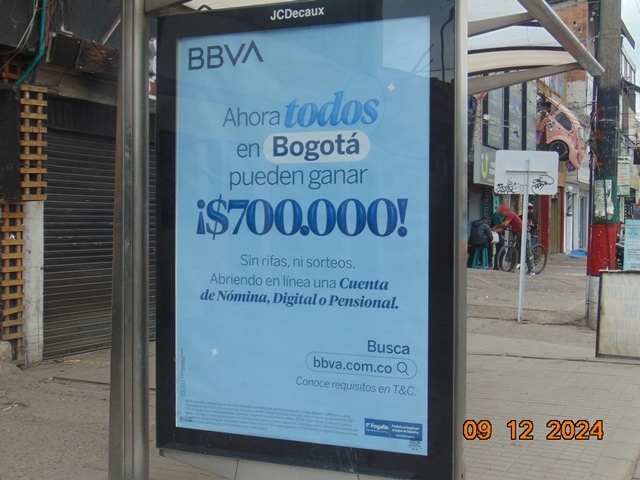 JCDecaux
BBVA
Ahora todos
en Bogotá
pueden ganar
¡$700.000!
Sin rifas, ni sorteos.
Abriendo en línea una Cuenta
de Nómina, Digital o Pensional.
Busca
bbva.com.co
Conoce requisitos en T&C.
Fogafín
09 12 2024